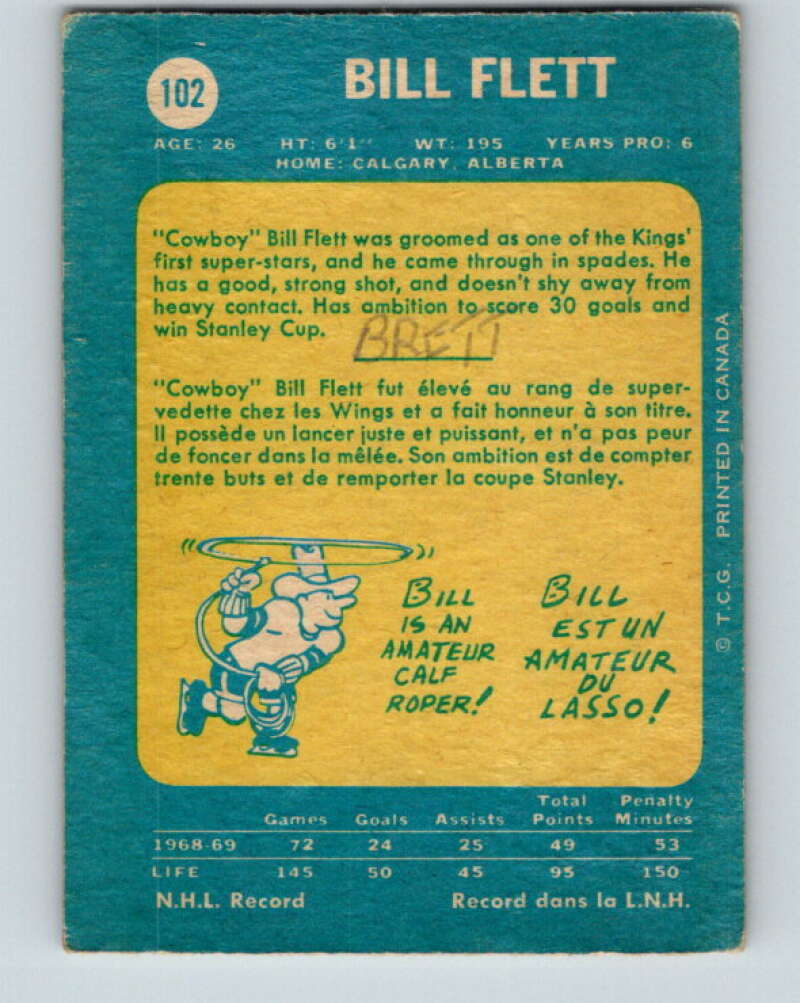 102
BILL FLETT
AGE: 26 HT: 6'1" WT: 195 YEARS PRO: 6
HOME: CALGARY, ALBERTA
"Cowboy" Bill Flett was groomed as one of the Kings'
first super-stars, and he came through in spades. He
has a good, strong shot, and doesn't shy away from
heavy contact. Has ambition to score 30 goals and
win Stanley Cup.
BRETT
"Cowboy" Bill Flett fut élevé au rang de super-
vedette chez les Wings et a fait honneur à son titre.
Il possède un lancer juste et puissant, et n'a pas peur
de foncer dans la mêlée. Son ambition est de compter
trente buts et de remporter la coupe Stanley.
BILL
IS AN
AMATEUR
CALF
ROPER!
BILL
EST UN
AMATEUR
DU
LASSO!
© T.C.G. PRINTED IN CANADA
Games Goals Assists Total Points Penalty Minutes
1968-69 72 24 25 49 53
LIFE 145 50 45 95 150
N.H.L. Record Record dans la L.N.H.